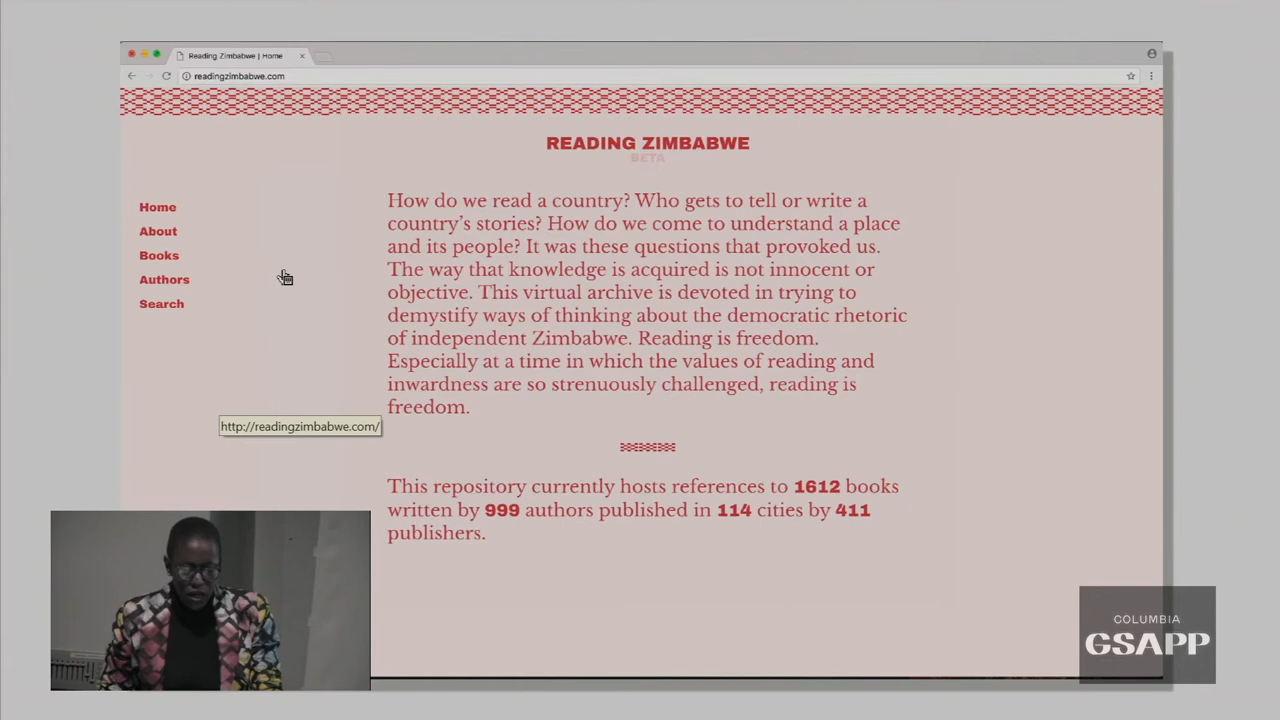 Reading Zimbabwe | Home
readingzimbabwe.com
READING ZIMBABWE
BETA
Home
About
Books
Authors
Search
How do we read a country? Who gets to tell or write a
country’s stories? How do we come to understand a place
and its people? It was these questions that provoked us.
The way that knowledge is acquired is not innocent or
objective. This virtual archive is devoted in trying to
demystify ways of thinking about the democratic rhetoric
of independent Zimbabwe. Reading is freedom.
Especially at a time in which the values of reading and
inwardness are so strenuously challenged, reading is
freedom.
http://readingzimbabwe.com/
This repository currently hosts references to 1612 books
written by 999 authors published in 114 cities by 411
publishers.
COLUMBIA
GSAPP